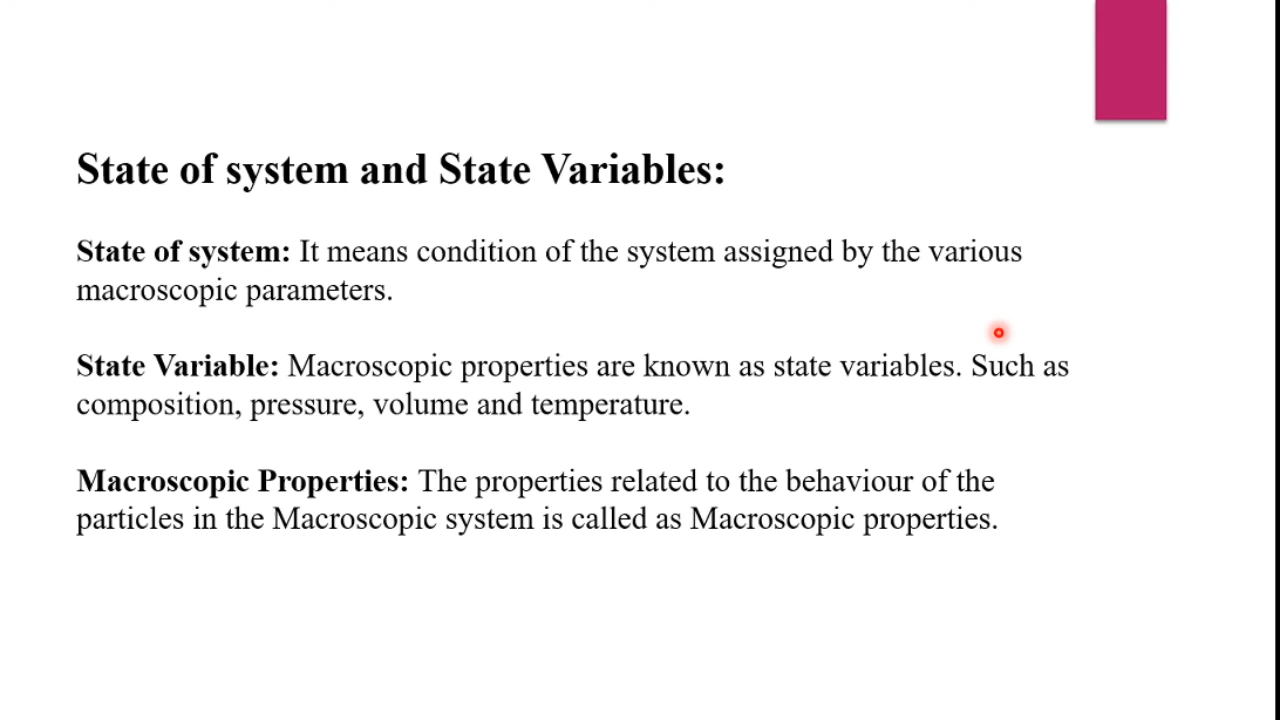 State of system and State Variables:
State of system: It means condition of the system assigned by the various
macroscopic parameters.
State Variable: Macroscopic properties are known as state variables. Such as
composition, pressure, volume and temperature.
Macroscopic Properties: The properties related to the behaviour of the
particles in the Macroscopic system is called as Macroscopic properties.